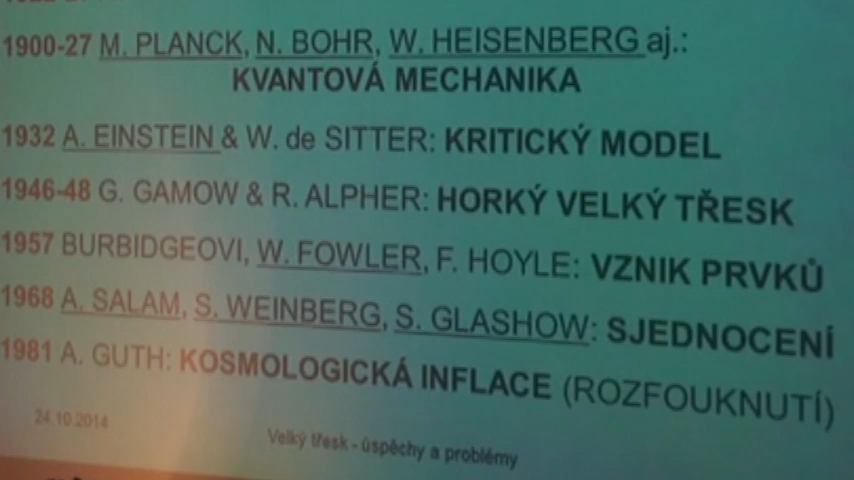 1900-27 M. PLANCK, N. BOHR, W. HEISENBERG aj.:
KVANTOVÁ MECHANIKA
1932 A. EINSTEIN & W. de SITTER: KRITICKÝ MODEL
1946-48 G. GAMOW & R. ALPHER: HORKÝ VELKÝ TŘESK
1957 BURBIDGEOVI, W. FOWLER, F. HOYLE: VZNIK PRVKŮ
1968 A. SALAM, S. WEINBERG, S. GLASHOW: SJEDNOCENÍ
1981 A. GUTH: KOSMOLOGICKÁ INFLACE (ROZFOUKNUTÍ)
24.10.2014
Velký třesk - úspěchy a problémy